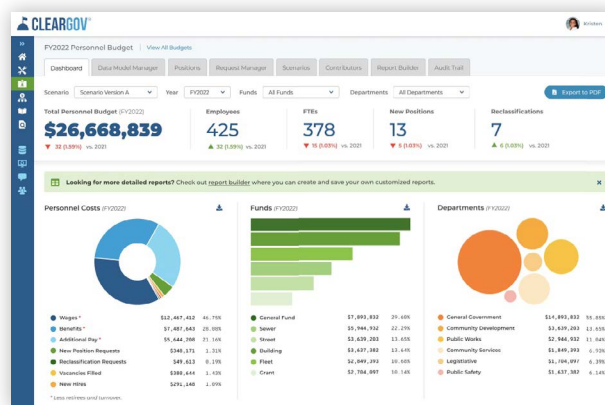 CLEARGOV
Kristen
FY2022 Personnel Budget | View All Budgets
Dashboard Data Model Manager Positions Request Manager Scenarios Contributors Report Builder Audit Trail
Scenario Scenario Version A Year FY2022 Funds All Funds Departments All Departments Export to PDF
Total Personnel Budget (FY2022) Employees FTEs New Positions Reclassifications
$26,668,839 425 378 13 7
▼ 32 (1.59%) vs. 2021 ▲ 32 (1.59%) vs. 2021 ▼ 15 (1.03%) vs. 2021 ▼ 5 (1.03%) vs. 2021 ▲ 6 (1.03%) vs. 2021
Looking for more detailed reports? Check out report builder where you can create and save your own customized reports.
Personnel Costs (FY2022) Funds (FY2022) Departments (FY2022)
Wages * $12,467,412 46.75% General Fund $7,893,832 29.60% General Government $14,893,832 55.85%
Benefits * $7,487,643 28.08% Sewer $5,944,932 22.29% Community Development $3,639,203 13.65%
Additional Pay * $5,644,208 21.16% Street $3,639,203 13.65% Public Works $2,944,932 11.04%
New Position Requests $348,171 1.31% Building $3,637,382 13.64% Community Services $1,849,393 6.93%
Reclassification Requests $49,613 0.19% Fleet $2,849,393 10.68% Legislative $1,704,097 6.39%
Vacancies Filled $380,644 1.43% Grant $2,704,097 10.14% Public Safety $1,637,382 6.14%
New Hires $291,148 1.09%
* Less retirees and turnover.